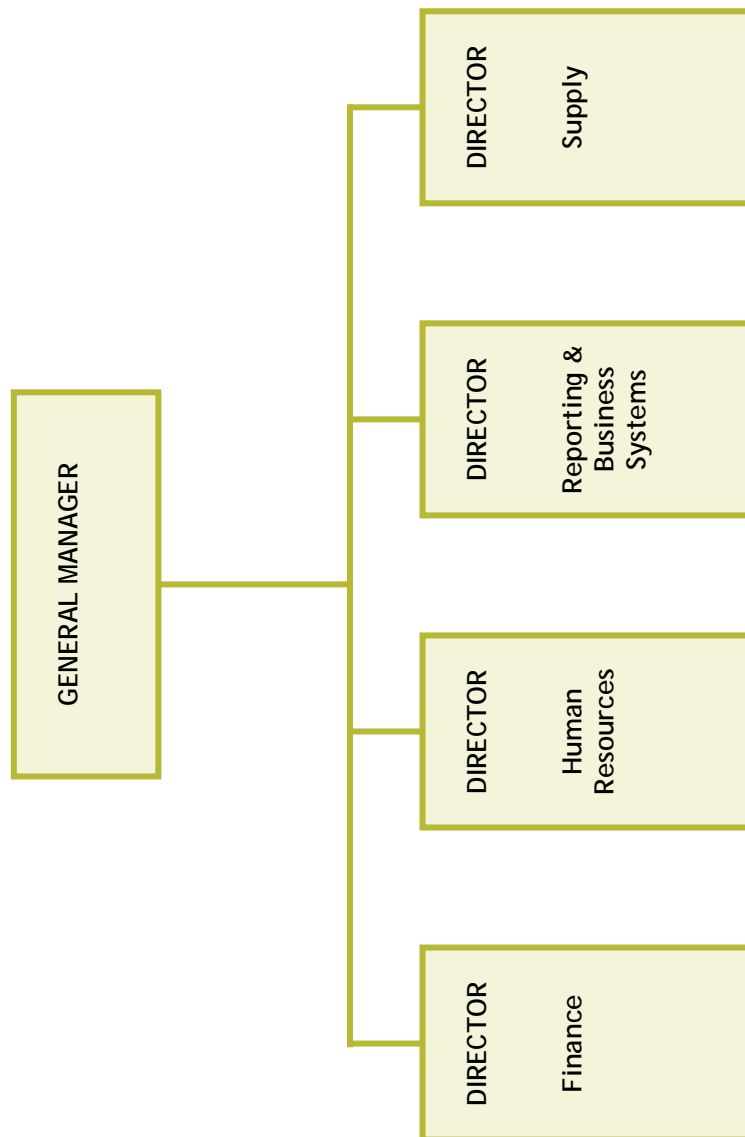 GENERAL MANAGER
DIRECTOR
Finance
DIRECTOR
Human
Resources
DIRECTOR
Reporting &
Business
Systems
DIRECTOR
Supply